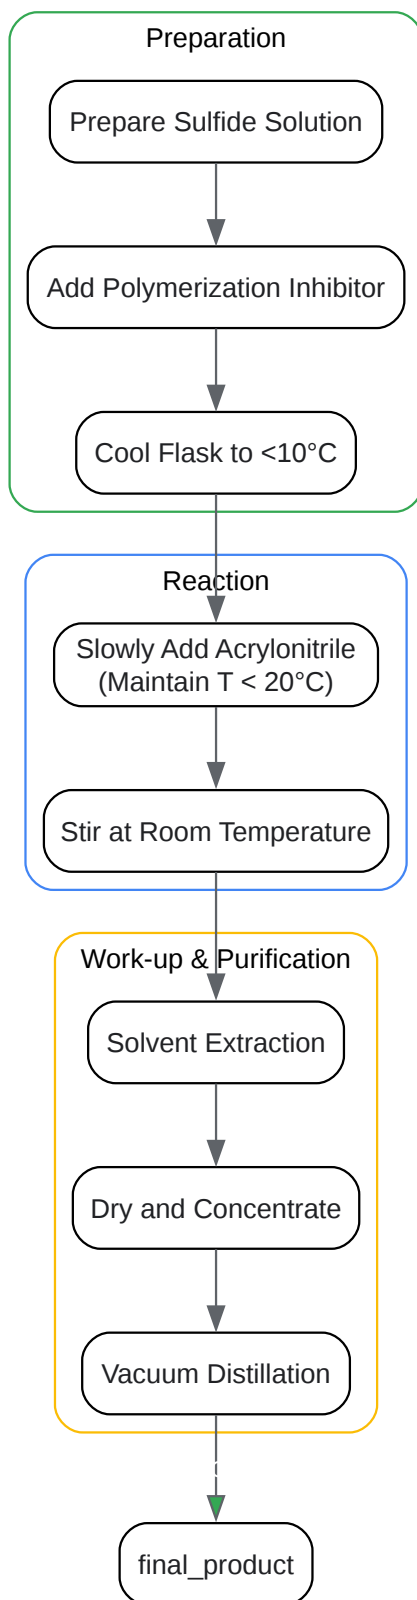 Preparation
Prepare Sulfide Solution
Add Polymerization Inhibitor
Cool Flask to <10°C
Reaction
Slowly Add Acrylonitrile
(Maintain T < 20°C)
Stir at Room Temperature
Work-up & Purification
Solvent Extraction
Dry and Concentrate
Vacuum Distillation
final_product